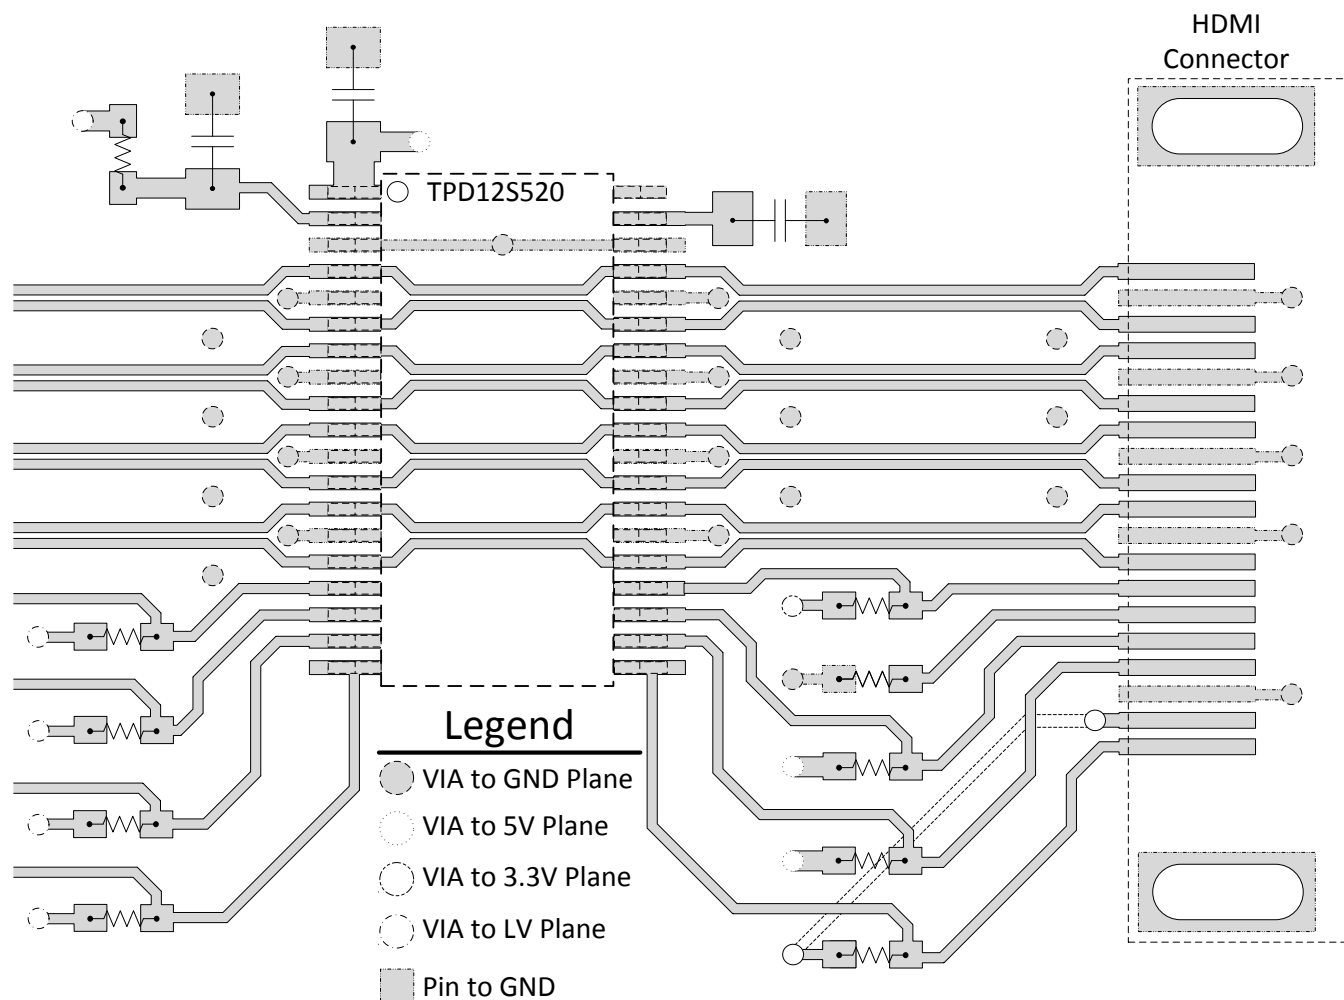 HDMI
Connector
TPD12S520
Legend
VIA to GND Plane
VIA to 5V Plane
VIA to 3.3V Plane
VIA to LV Plane
Pin to GND